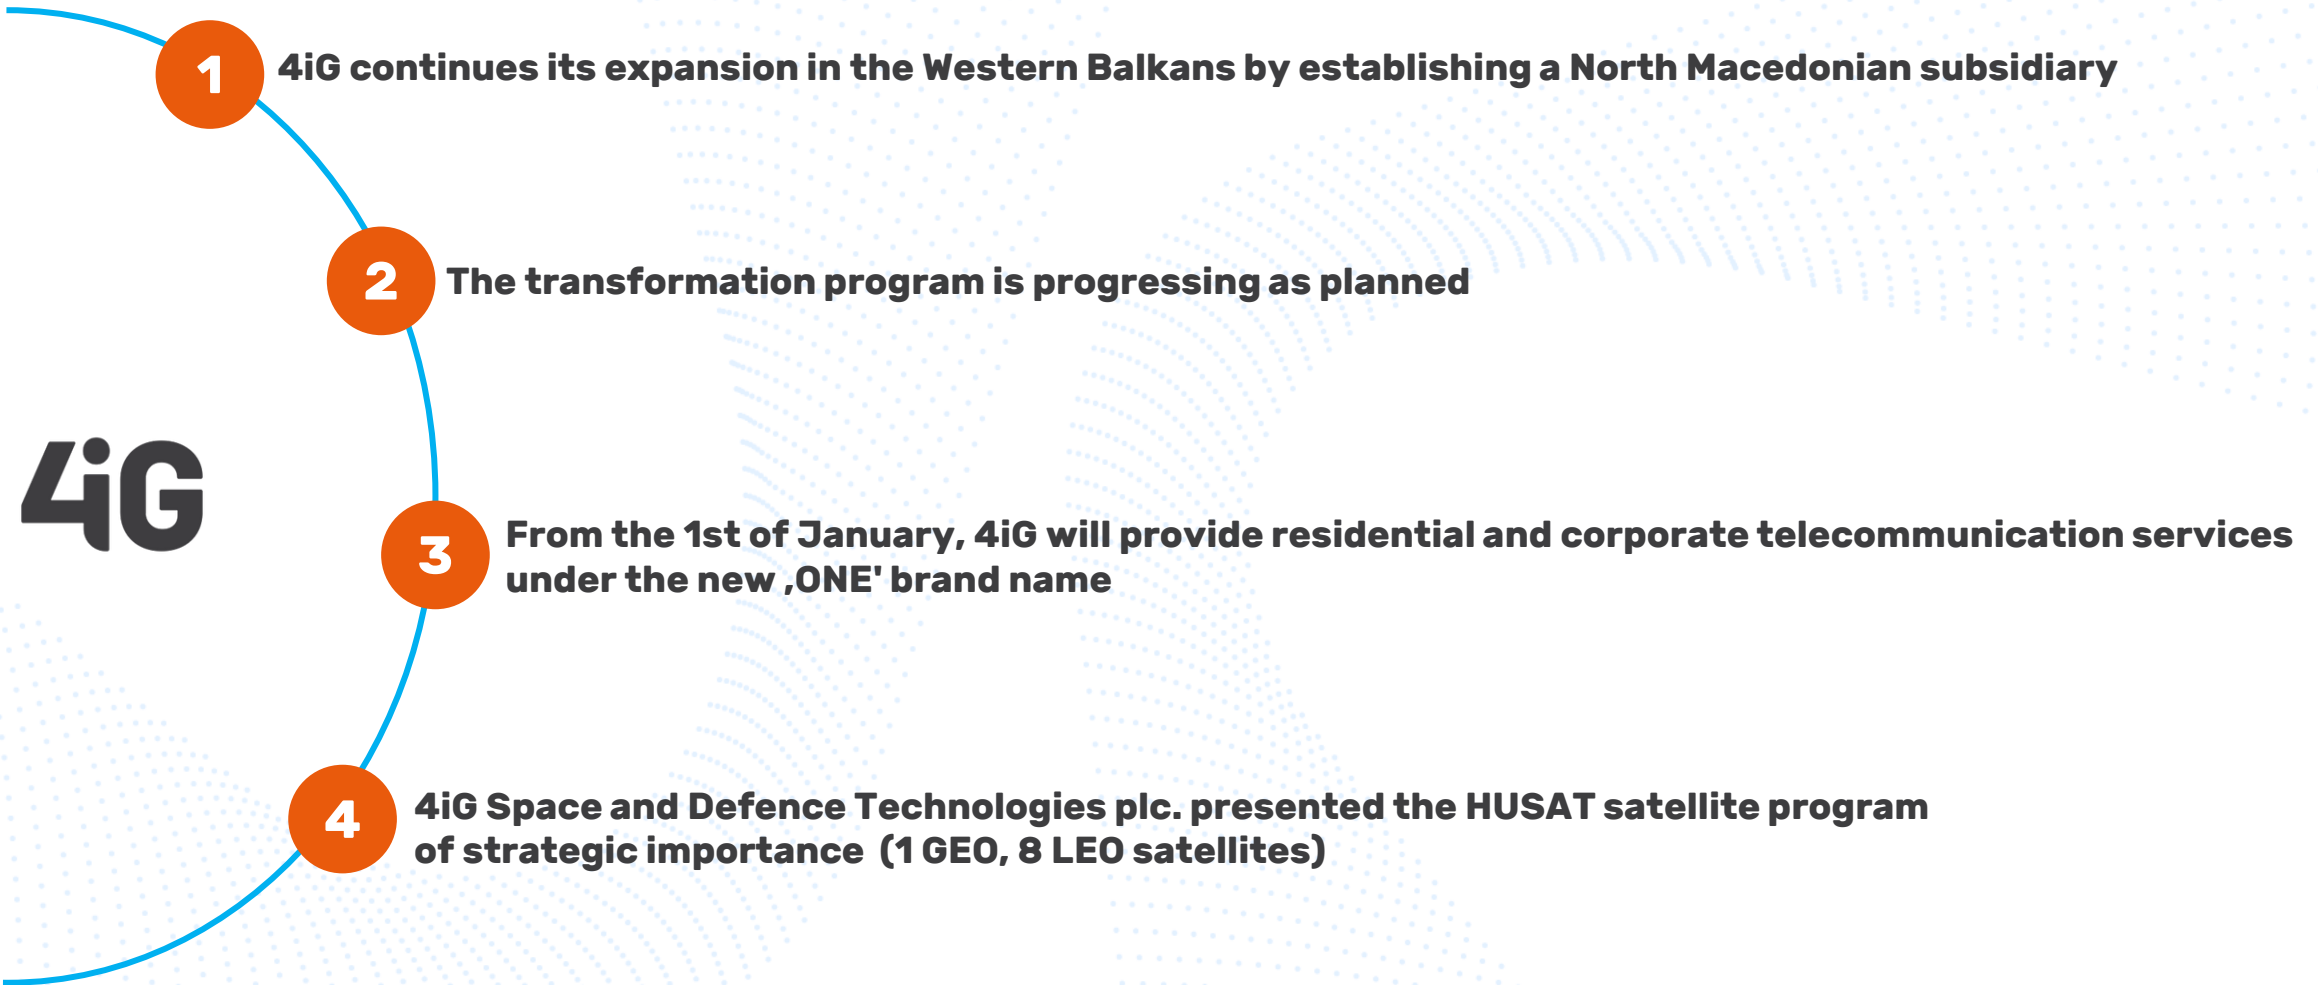 1
4iG continues its expansion in the Western Balkans by establishing a North Macedonian subsidiary
2
The transformation program is progressing as planned
4iG
3
From the 1st of January, 4iG will provide residential and corporate telecommunication services
under the new ‚ONE' brand name
4
4iG Space and Defence Technologies plc. presented the HUSAT satellite program
of strategic importance  (1 GEO, 8 LEO satellites)